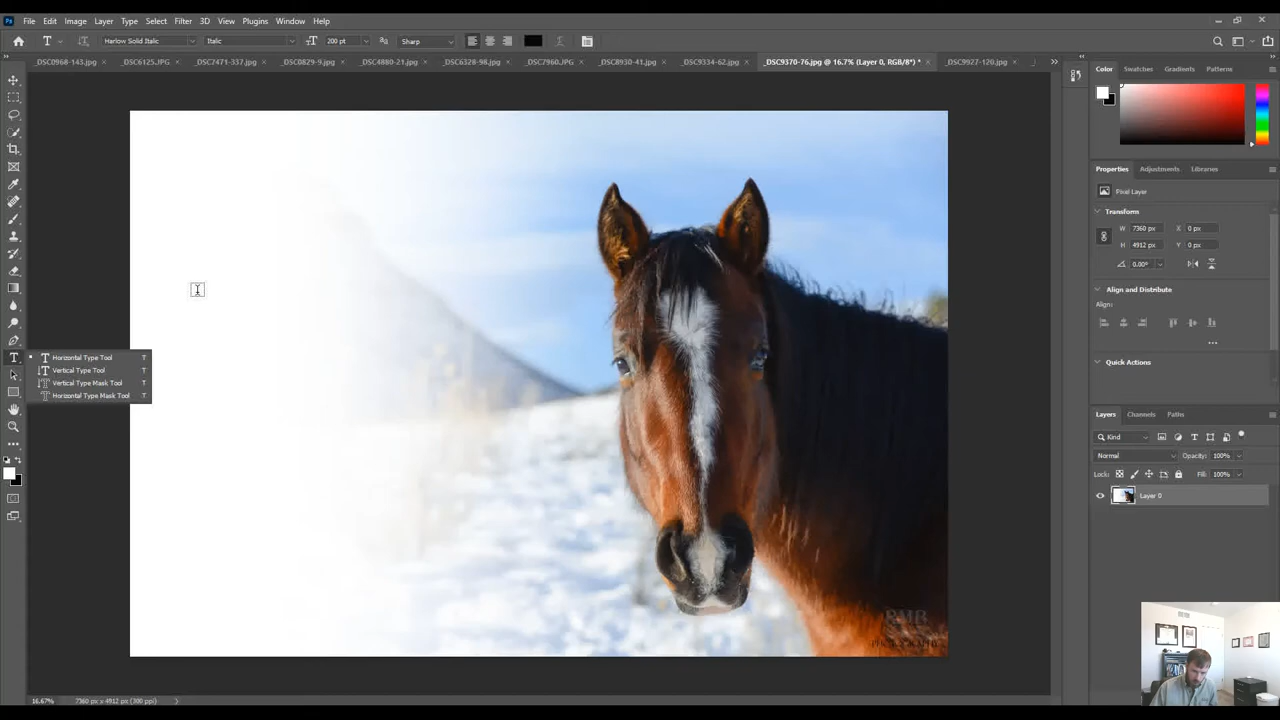 Ps File Edit Image Layer Type Select Filter 3D View Plugins Window Help
T Harlow Solid Italic Italic 200 pt Sharp
_DSC0968-143.jpg _DSC6125.JPG _DSC7471-337.jpg _DSC0829-9.jpg _DSC4880-21.jpg _DSC6328-98.jpg _DSC7960.JPG _DSC8930-41.jpg _DSC9334-62.jpg _DSC9370-76.jpg @ 16.7% (Layer 0, RGB/8*) * _DSC9927-120.jpg
Color Swatches Gradients Patterns
Properties Adjustments Libraries
Pixel Layer
Transform
W 7360 px X 0 px
H 4912 px Y 0 px
0.00°
Align and Distribute
Align:
Quick Actions
T Horizontal Type Tool T
T Vertical Type Tool T
Vertical Type Mask Tool T
Horizontal Type Mask Tool T
Layers Channels Paths
Kind
Normal Opacity: 100%
Lock: Fill: 100%
Layer 0
RMB
PHOTOGRAPHY
16.67% 7360 px x 4912 px (300 ppi)